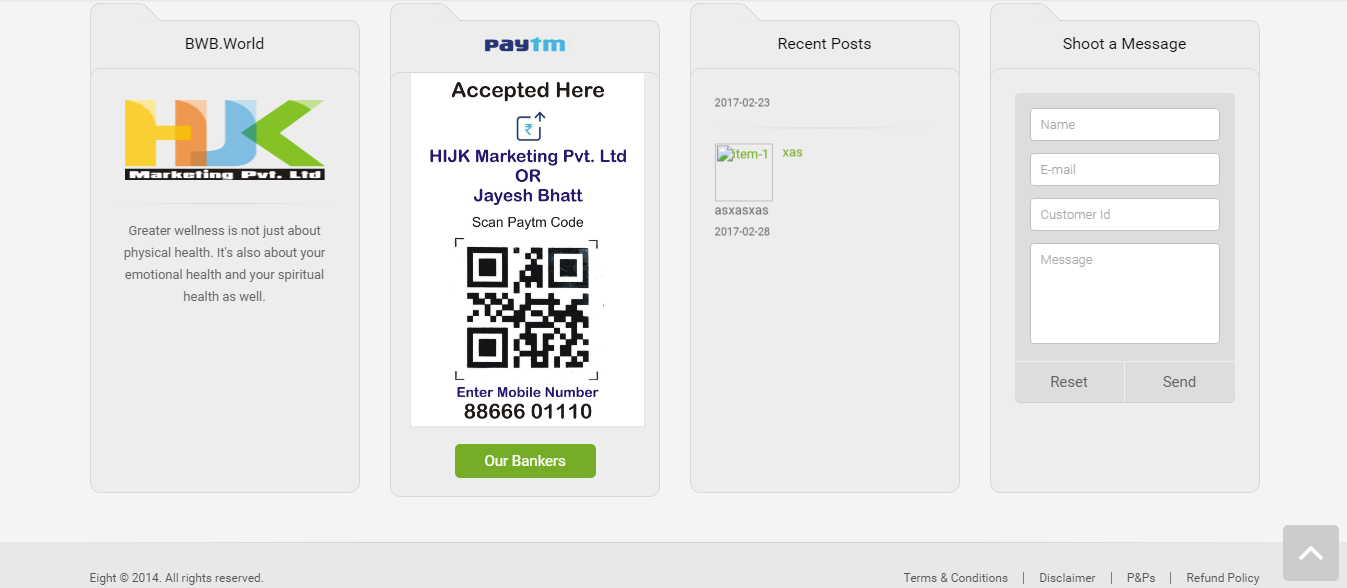 BWB.World
HIJK
Marketing Pvt. Ltd
Greater wellness is not just about
physical health. It's also about your
emotional health and your spiritual
health as well.
paytm
Accepted Here
₹
HIJK Marketing Pvt. Ltd
OR
Jayesh Bhatt
Scan Paytm Code
Enter Mobile Number
88666 01110
Our Bankers
Recent Posts
2017-02-23
item-1
xas
asxasxas
2017-02-28
Shoot a Message
Name
E-mail
Customer Id
Message
Reset
Send
Eight © 2014. All rights reserved.
Terms & Conditions | Disclaimer | P&Ps | Refund Policy